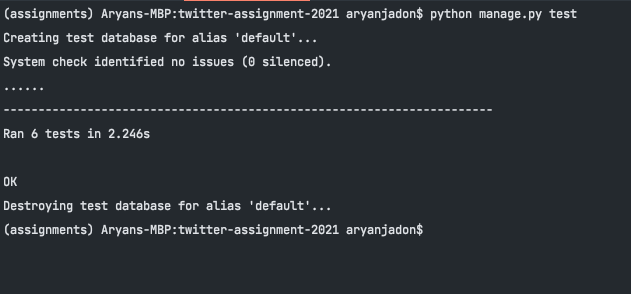 (assignments) Aryans-MBP:twitter-assignment-2021 aryanjadon$ python manage.py test
Creating test database for alias 'default'...
System check identified no issues (0 silenced).
......
----------------------------------------------------------------------
Ran 6 tests in 2.246s
OK
Destroying test database for alias 'default'...
(assignments) Aryans-MBP:twitter-assignment-2021 aryanjadon$